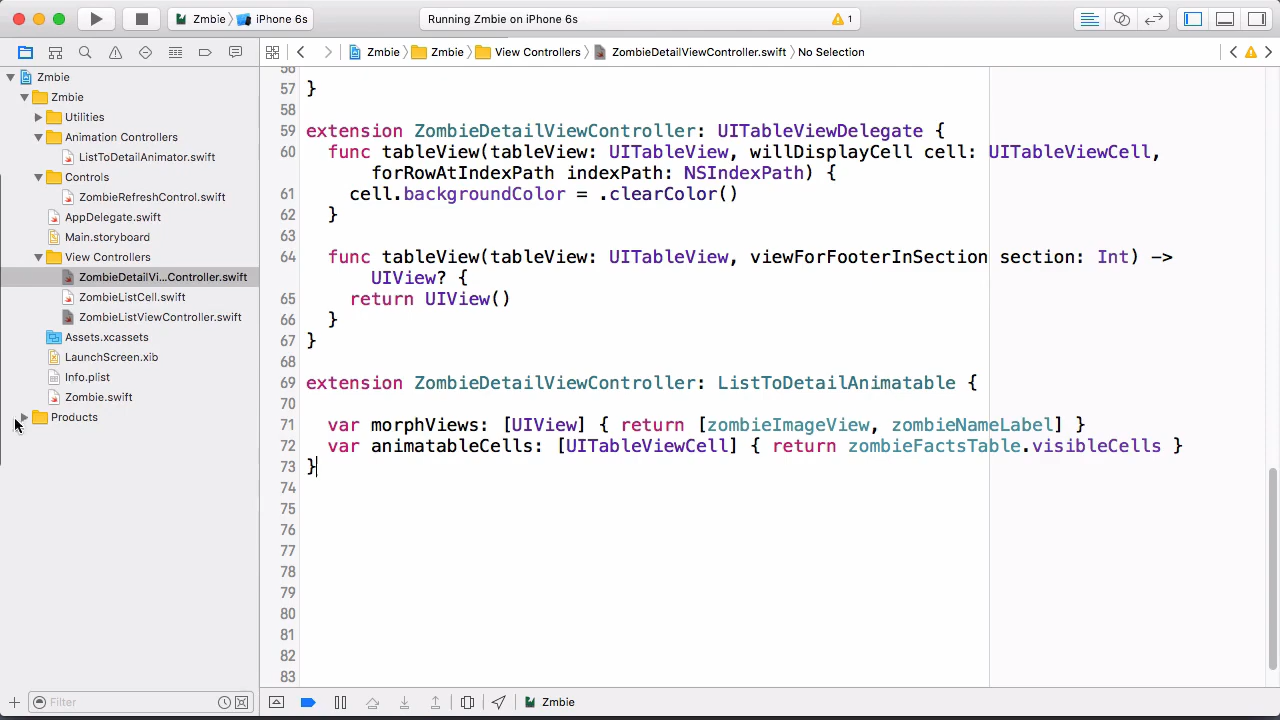 Zmbie iPhone 6s
Running Zmbie on iPhone 6s
1
Zmbie Zmbie View Controllers ZombieDetailViewController.swift No Selection
Zmbie
Zmbie
Utilities
Animation Controllers
ListToDetailAnimator.swift
Controls
ZombieRefreshControl.swift
AppDelegate.swift
Main.storyboard
View Controllers
ZombieDetailVi...Controller.swift
ZombieListCell.swift
ZombieListViewController.swift
Assets.xcassets
LaunchScreen.xib
Info.plist
Zombie.swift
Products
Filter
56
57 }
58
59 extension ZombieDetailViewController: UITableViewDelegate {
60 func tableView(tableView: UITableView, willDisplayCell cell: UITableViewCell,
forRowAtIndexPath indexPath: NSIndexPath) {
61 cell.backgroundColor = .clearColor()
62 }
63
64 func tableView(tableView: UITableView, viewForFooterInSection section: Int) ->
UIView? {
65 return UIView()
66 }
67 }
68
69 extension ZombieDetailViewController: ListToDetailAnimatable {
70
71 var morphViews: [UIView] { return [zombieImageView, zombieNameLabel] }
72 var animatableCells: [UITableViewCell] { return zombieFactsTable.visibleCells }
73 }
74
75
76
77
78
79
80
81
82
83
Zmbie